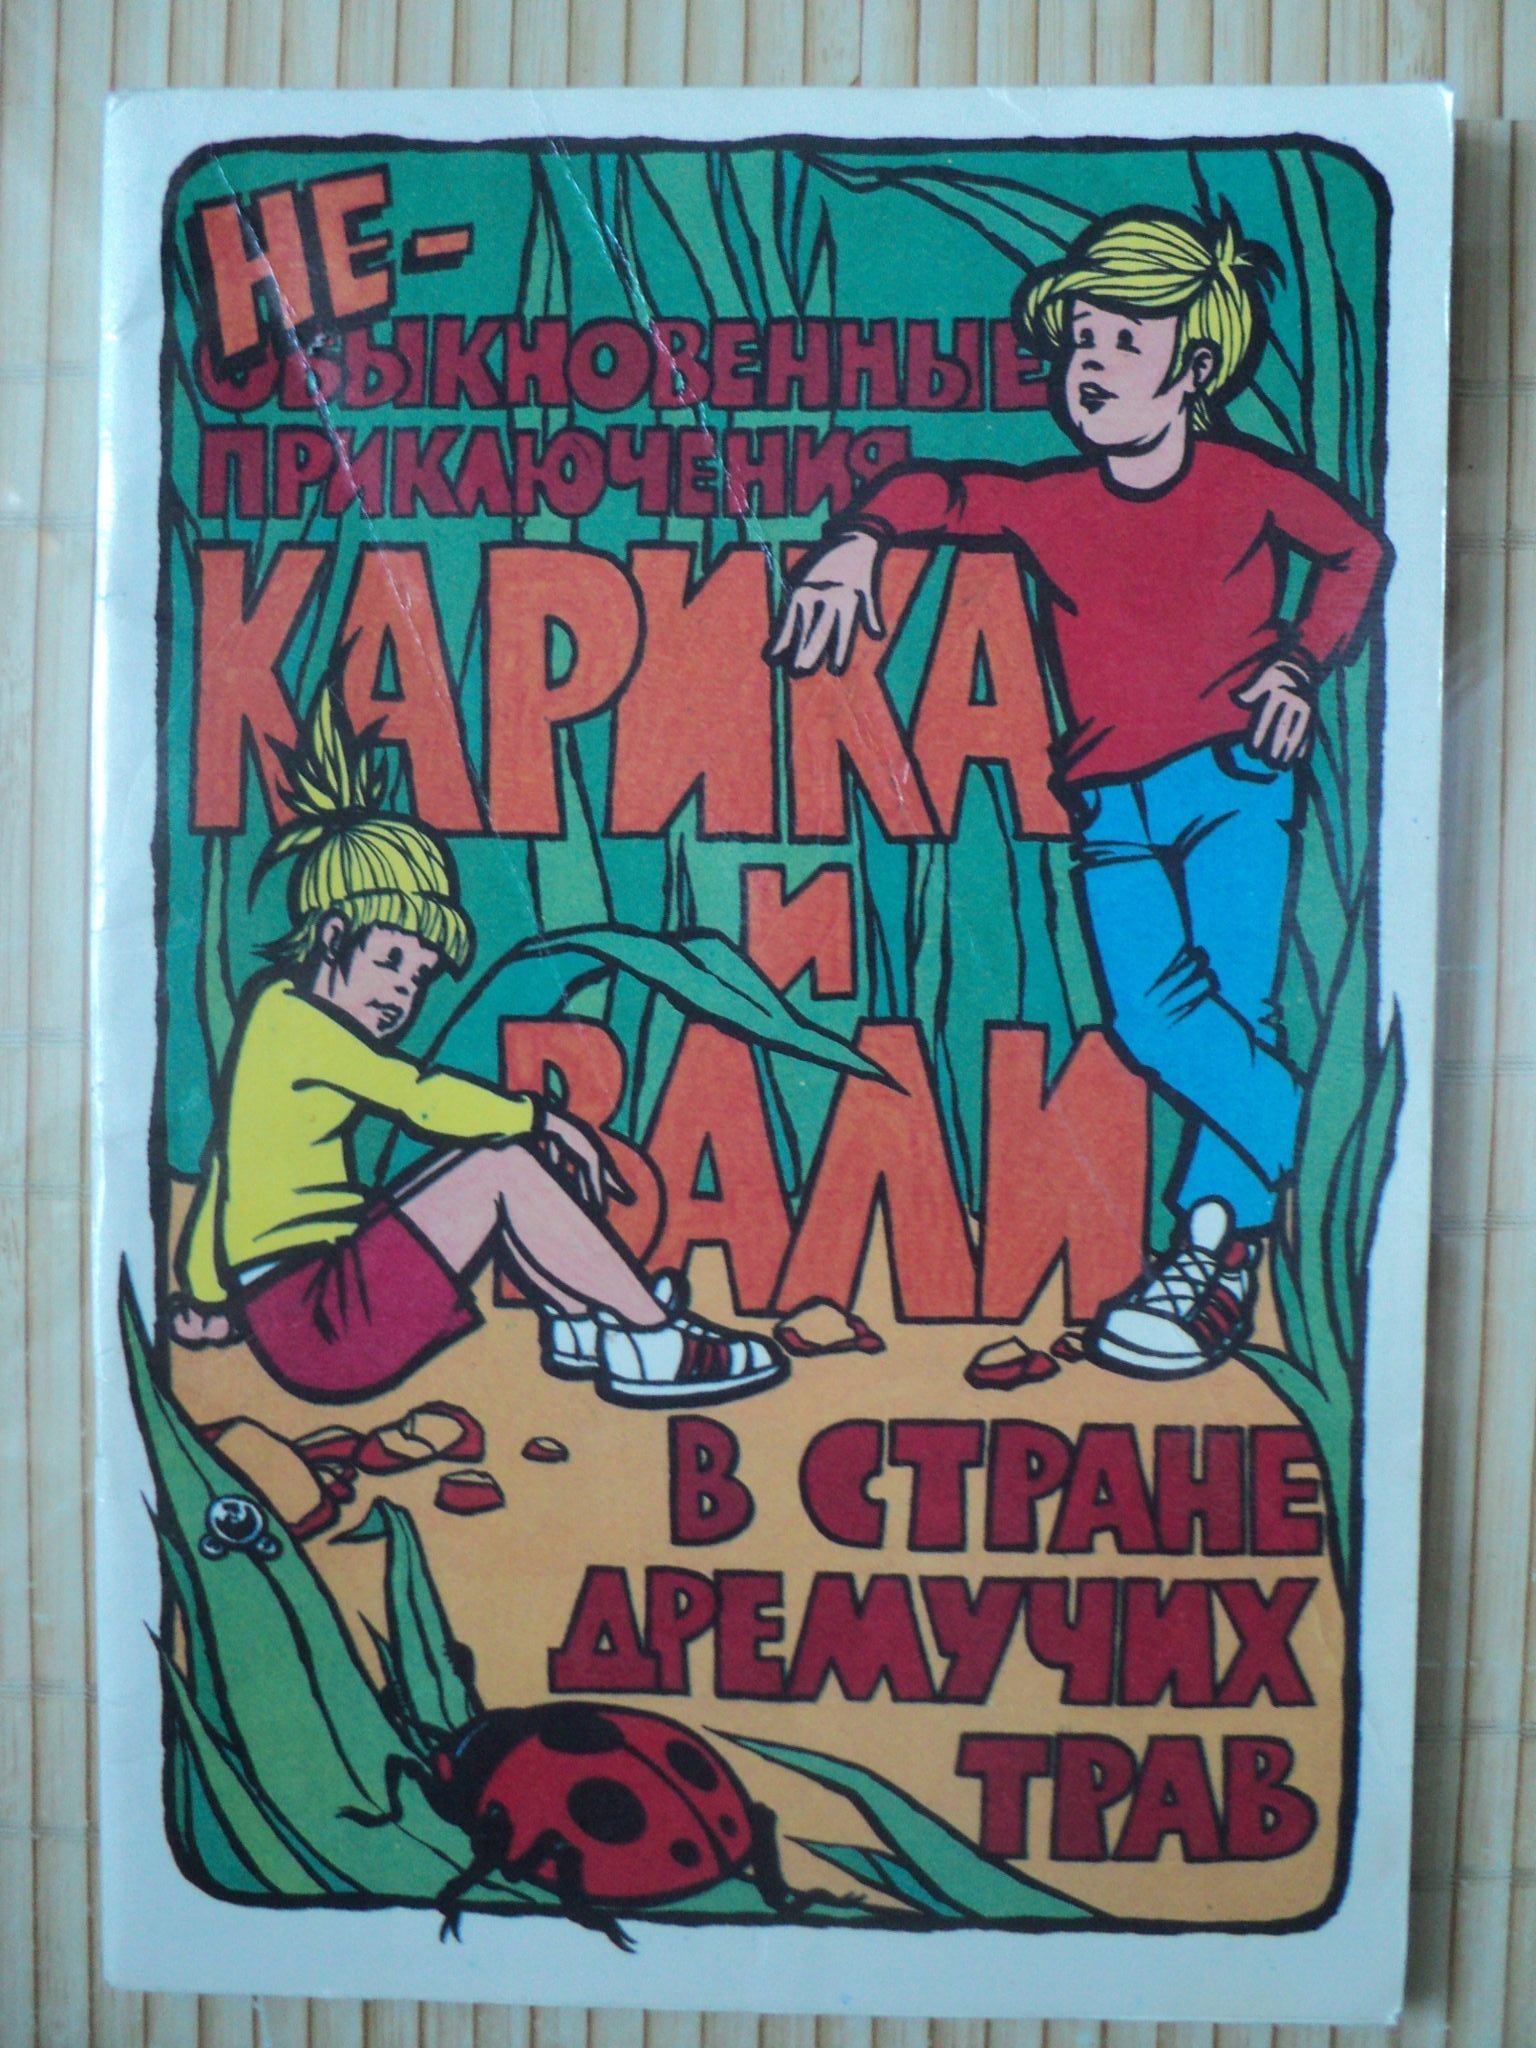 НЕ-
ОБЫКНОВЕННЫЕ
ПРИКЛЮЧЕНИЯ
КАРИКА
И
ВАЛИ
В СТРАНЕ
ДРЕМУЧИХ
ТРАВ